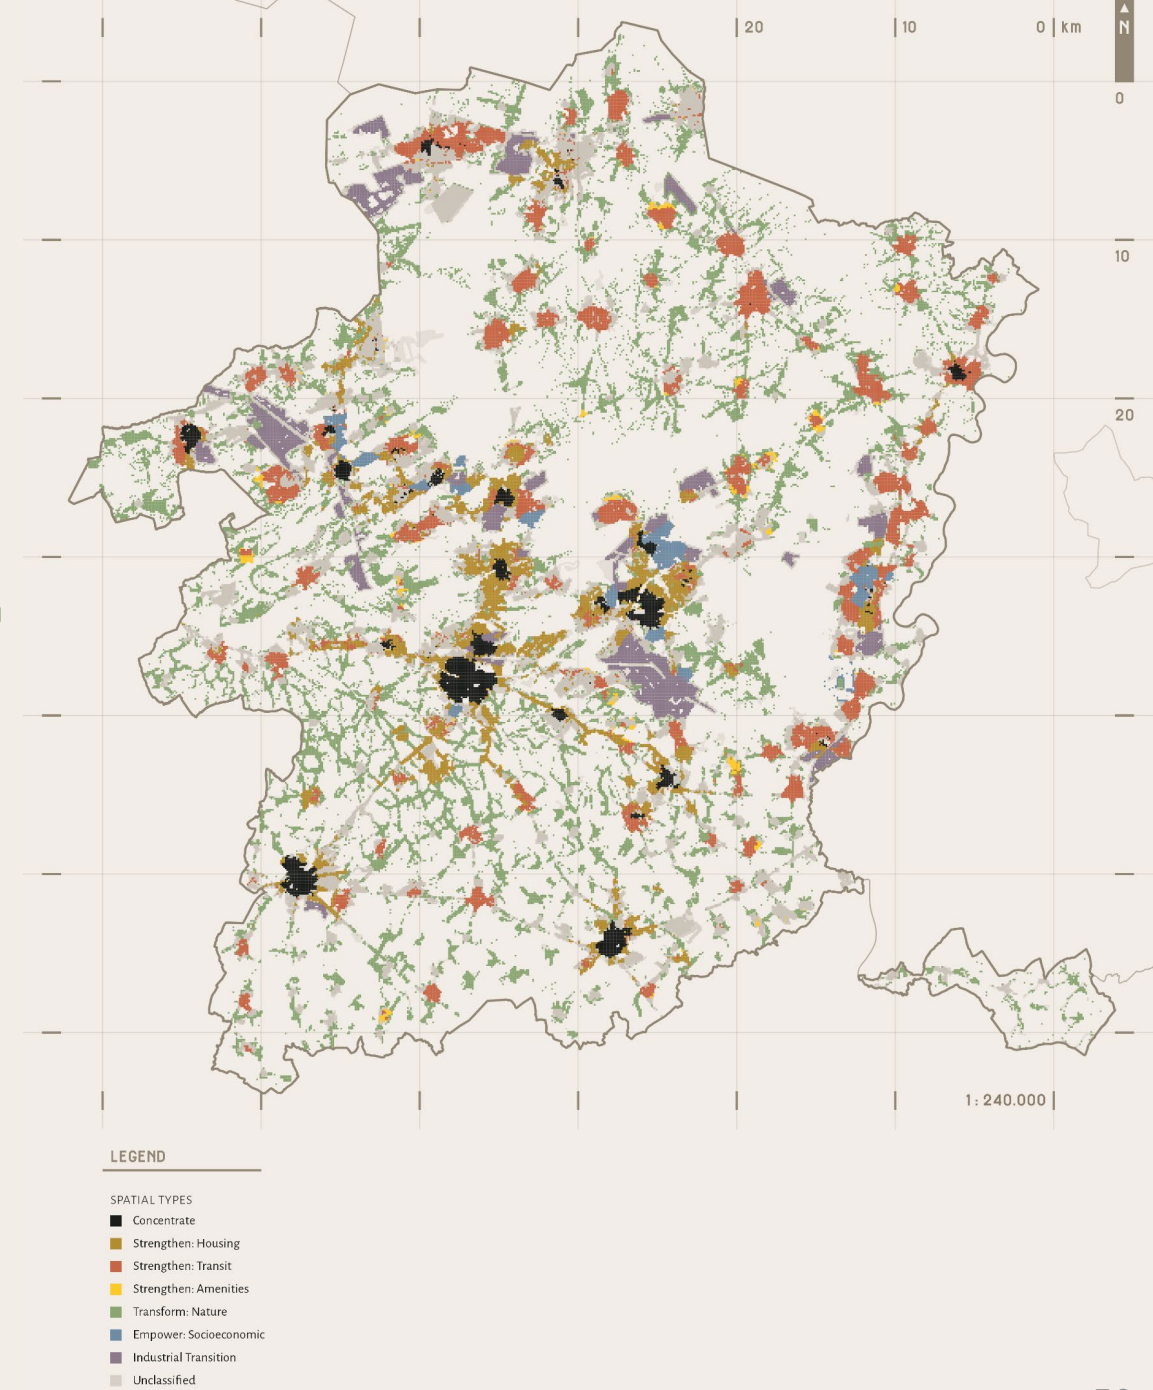 20
10
0 km
N
0
10
20
1: 240.000
LEGEND
SPATIAL TYPES
Concentrate
Strengthen: Housing
Strengthen: Transit
Strengthen: Amenities
Transform: Nature
Empower: Socioeconomic
Industrial Transition
Unclassified